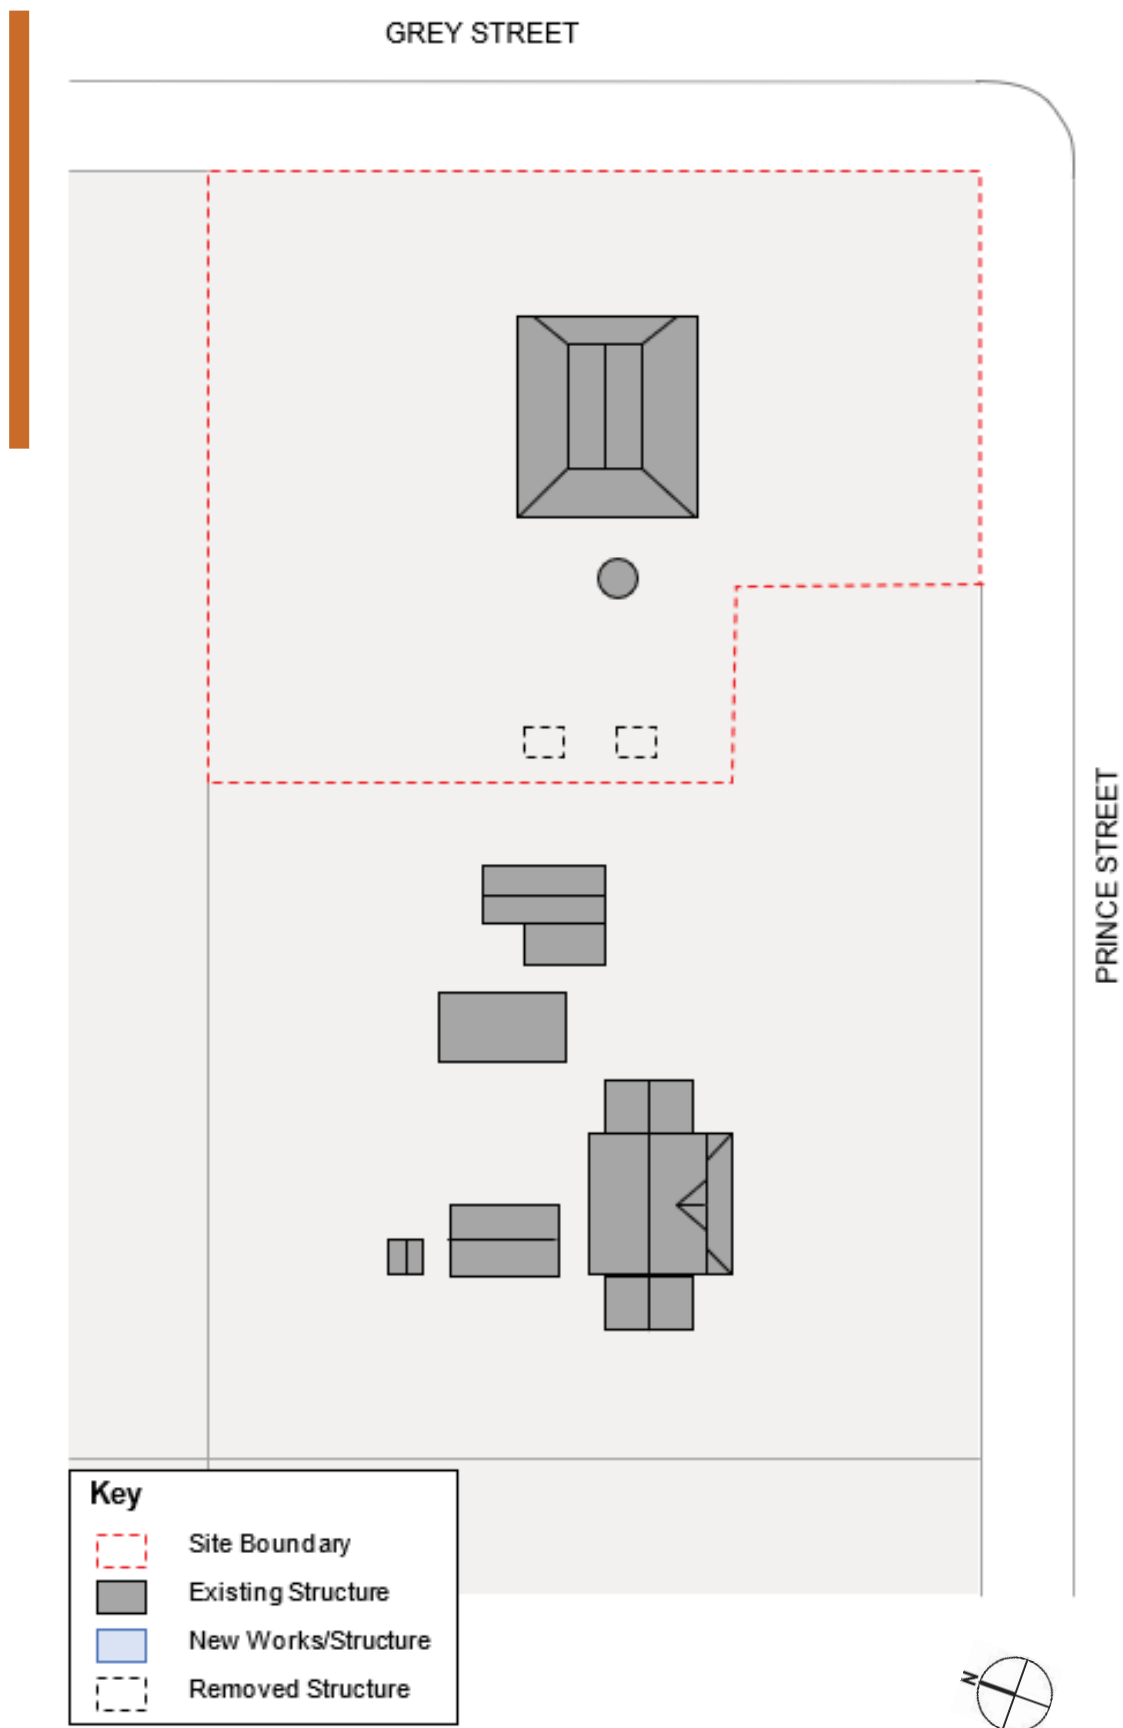 GREY STREET
PRINCE STREET
Key
Site Boundary
Existing Structure
New Works/Structure
Removed Structure
N